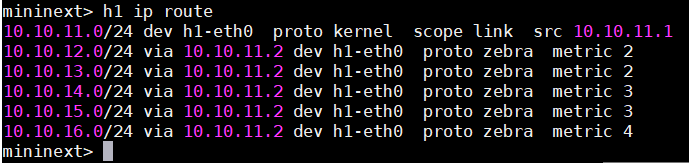 mininext> h1 ip route
10.10.11.0/24 dev h1-eth0  proto kernel  scope link  src 10.10.11.1
10.10.12.0/24 via 10.10.11.2 dev h1-eth0  proto zebra  metric 2
10.10.13.0/24 via 10.10.11.2 dev h1-eth0  proto zebra  metric 2
10.10.14.0/24 via 10.10.11.2 dev h1-eth0  proto zebra  metric 3
10.10.15.0/24 via 10.10.11.2 dev h1-eth0  proto zebra  metric 3
10.10.16.0/24 via 10.10.11.2 dev h1-eth0  proto zebra  metric 4
mininext>